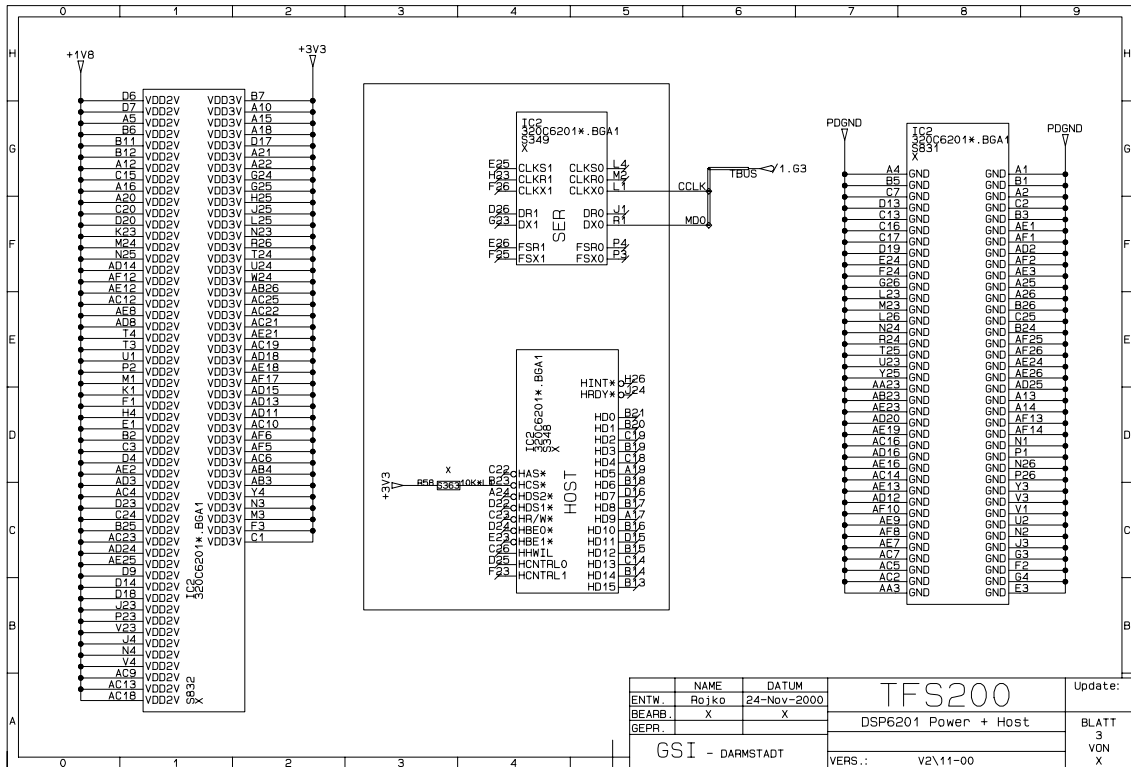 0 1 2 3 4 5 6 7 8 9
H H
+1V8 +3V3
D6 VDD2V VDD3V B7
D7 VDD2V VDD3V A10
A5 VDD2V VDD3V A15
B6 VDD2V VDD3V A18
B11 VDD2V VDD3V D17
B12 VDD2V VDD3V A21
A12 VDD2V VDD3V A22
C15 VDD2V VDD3V G24
A16 VDD2V VDD3V G25
A20 VDD2V VDD3V H25
C20 VDD2V VDD3V J25
D20 VDD2V VDD3V L25
K23 VDD2V VDD3V N23
M24 VDD2V VDD3V R26
N25 VDD2V VDD3V T24
AD14 VDD2V VDD3V U24
AF12 VDD2V VDD3V W24
AE12 VDD2V VDD3V AB26
AC12 VDD2V VDD3V AC25
AE8 VDD2V VDD3V AC22
AD8 VDD2V VDD3V AC21
T4 VDD2V VDD3V AE21
T3 VDD2V VDD3V AC19
U1 VDD2V VDD3V AD18
P2 VDD2V VDD3V AE18
M1 VDD2V VDD3V AF17
K1 VDD2V VDD3V AD15
F1 VDD2V VDD3V AD13
H4 VDD2V VDD3V AD11
E1 VDD2V VDD3V AC10
B2 VDD2V VDD3V AF6
C3 VDD2V VDD3V AF5
D4 VDD2V VDD3V AC6
AE2 VDD2V VDD3V AB4
AD3 VDD2V VDD3V AB3
AC4 VDD2V VDD3V Y4
D23 VDD2V VDD3V N3
C24 VDD2V VDD3V M3
B25 VDD2V VDD3V F3
AC23 VDD2V VDD3V C1
AD24 VDD2V
AE25 VDD2V
D9 VDD2V
D14 VDD2V
D18 VDD2V
J23 VDD2V
P23 VDD2V
V23 VDD2V
J4 VDD2V
N4 VDD2V
V4 VDD2V
AC9 VDD2V
AC13 VDD2V
AC18 VDD2V
IC2
320C6201*.BGA1
S832
X
IC2
320C6201*.BGA1
S349
X
E25 CLKS1 CLKS0 L4
H23 CLKR1 CLKR0 M2
F26 CLKX1 CLKX0 L1 CCLK
D26 DR1 DR0 J1
G23 DX1 DX0 R1 MD0
E26 FSR1 FSR0 P4
F25 FSX1 FSX0 P3
SER
TBUS /1.G3
IC2
320C6201*.BGA1
S348
X
HOST
HINT* H26
HRDY* J24
HD0 B21
HD1 B20
HD2 C19
HD3 B19
HD4 C18
HD5 A19
HD6 B18
HD7 D16
HD8 B17
HD9 A17
HD10 B16
HD11 D15
HD12 B15
HD13 C14
HD14 B14
HD15 B13
C22 HAS*
B23 HCS*
A24 HDS2*
D22 HDS1*
C23 HR/W*
D24 HBE0*
E23 HBE1*
C26 HHWIL
D25 HCNTRL0
F23 HCNTRL1
+3V3 R58 S363 X
PDGND PDGND
IC2
320C6201*.BGA1
S831
X
A4 GND GND A1
B5 GND GND B1
C7 GND GND A2
D13 GND GND C2
C13 GND GND B3
C16 GND GND AE1
C17 GND GND AF1
D19 GND GND AD2
E24 GND GND AF2
F24 GND GND AE3
G26 GND GND A25
L23 GND GND A26
M23 GND GND B26
L26 GND GND C25
N24 GND GND B24
R24 GND GND AF25
T25 GND GND AF26
U23 GND GND AE24
Y25 GND GND AE26
AA23 GND GND AD25
AB23 GND GND A13
AE23 GND GND A14
AD20 GND GND AF13
AE19 GND GND AF14
AC16 GND GND N1
AD16 GND GND P1
AE16 GND GND N26
AC14 GND GND P26
AE13 GND GND Y3
AD12 GND GND V3
AF10 GND GND V1
AE9 GND GND U2
AF8 GND GND N2
AE7 GND GND J3
AC7 GND GND G3
AC5 GND GND F2
AC2 GND GND G4
AA3 GND GND E3
G G
F F
E E
D D
C C
B B
A
NAME DATUM
ENTW. Rojko 24-Nov-2000
BEARB. X X
GEPR.
GSI - DARMSTADT
TFS200
DSP6201 Power + Host
VERS.: V2\11-00
Update:
BLATT
3
VON
X
0 1 2 3 4 5 6 7 8 9